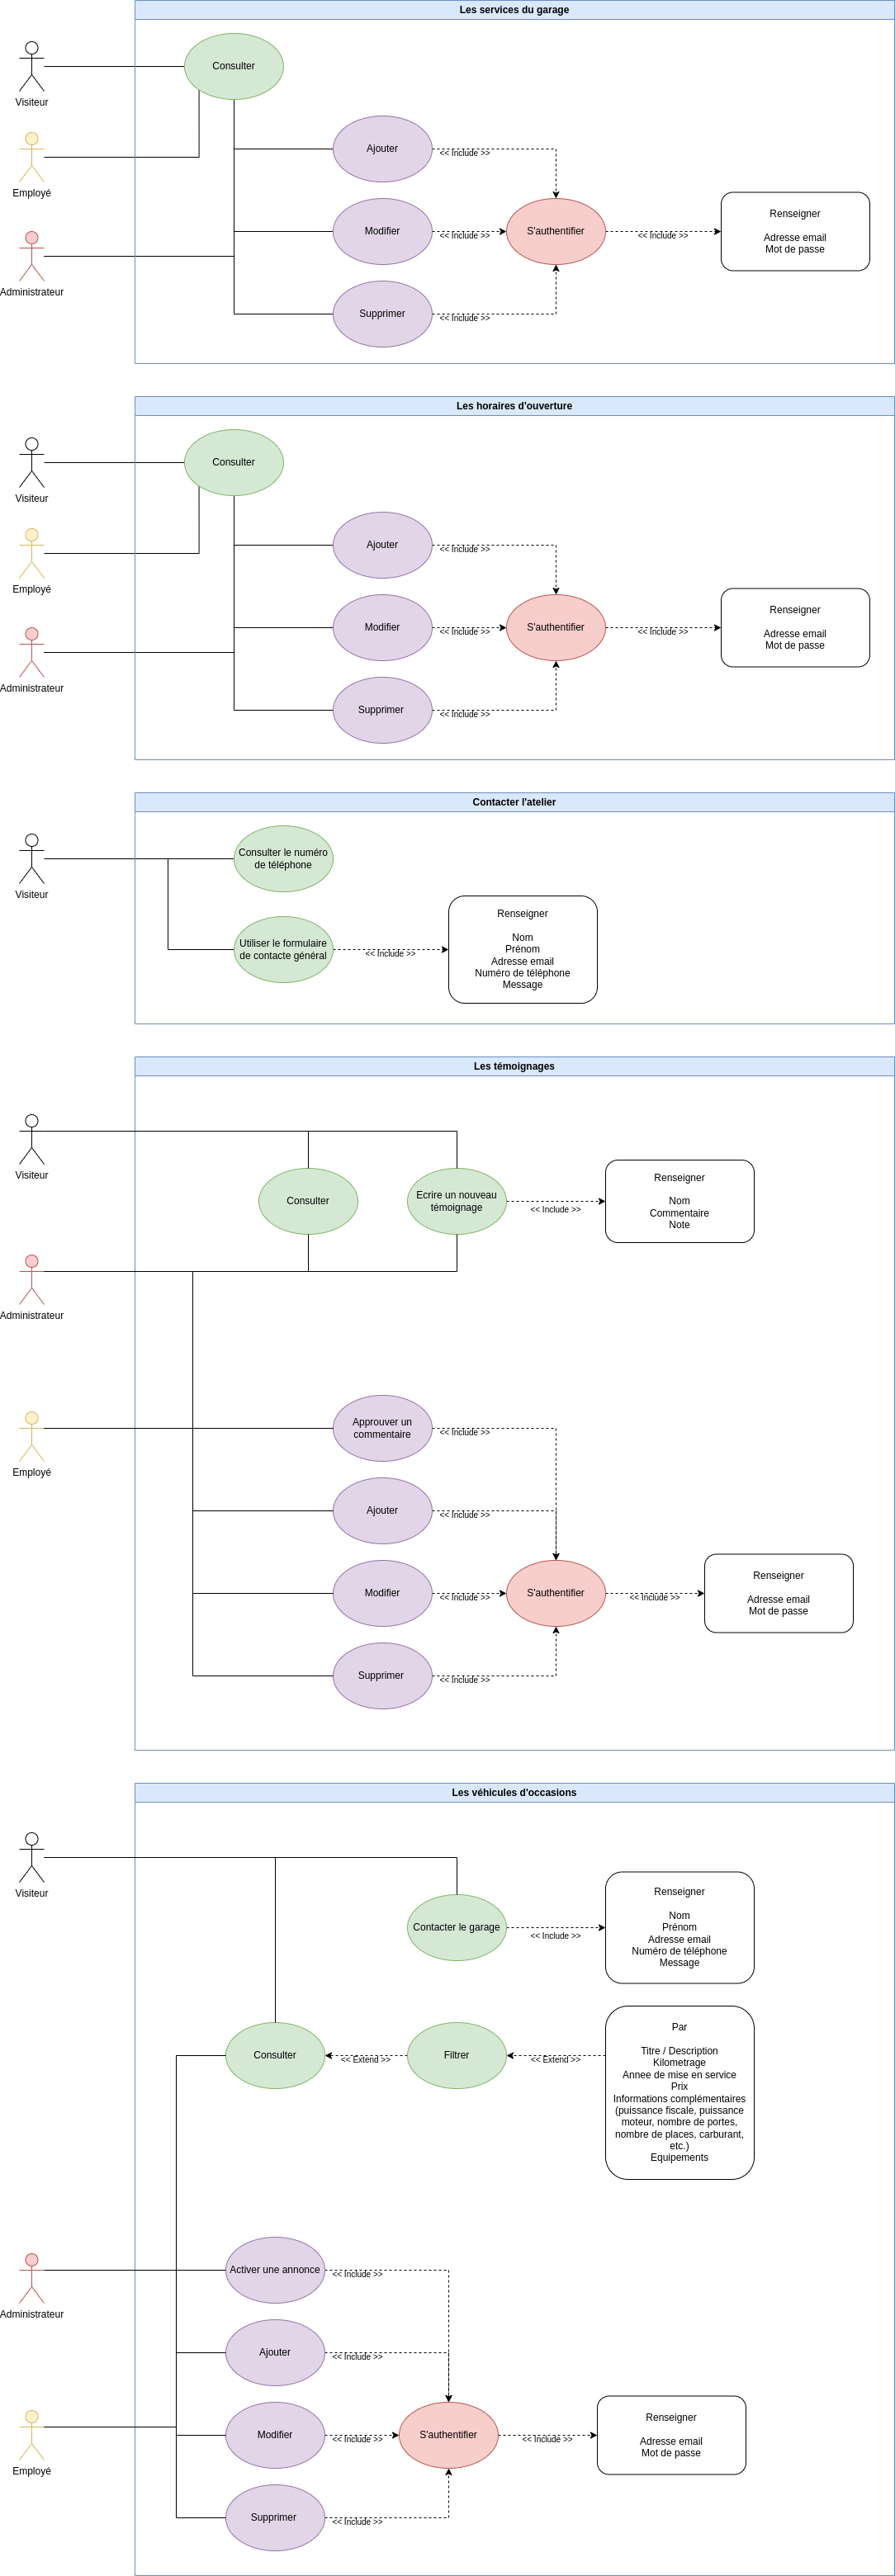 Les services du garage
Consulter
Visiteur
Ajouter
<< Include >>
Employé
Renseigner
Adresse email
Mot de passe
Modifier
<< Include >>
S'authentifier
<< Include >>
Administrateur
Supprimer
<< Include >>
Les horaires d'ouverture
Consulter
Visiteur
Ajouter
<< Include >>
Employé
Renseigner
Adresse email
Mot de passe
Modifier
<< Include >>
S'authentifier
<< Include >>
Administrateur
Supprimer
<< Include >>
Contacter l'atelier
Consulter le numéro
de téléphone
Visiteur
Utiliser le formulaire
de contacte général
<< Include >>
Renseigner
Nom
Prénom
Adresse email
Numéro de téléphone
Message
Les témoignages
Visiteur
Consulter
Ecrire un nouveau
témoignage
<< Include >>
Renseigner
Nom
Commentaire
Note
Administrateur
Approuver un
commentaire
<< Include >>
Employé
Ajouter
<< Include >>
Modifier
<< Include >>
S'authentifier
<< Include >>
Renseigner
Adresse email
Mot de passe
Supprimer
<< Include >>
Les véhicules d'occasions
Visiteur
Contacter le garage
<< Include >>
Renseigner
Nom
Prénom
Adresse email
Numéro de téléphone
Message
Consulter
<< Extend >>
Filtrer
<< Extend >>
Par
Titre / Description
Kilometrage
Annee de mise en service
Prix
Informations complémentaires
(puissance fiscale, puissance
moteur, nombre de portes,
nombre de places, carburant,
etc.)
Equipements
Activer une annonce
<< Include >>
Administrateur
Ajouter
<< Include >>
Modifier
<< Include >>
S'authentifier
<< Include >>
Renseigner
Adresse email
Mot de passe
Employé
Supprimer
<< Include >>